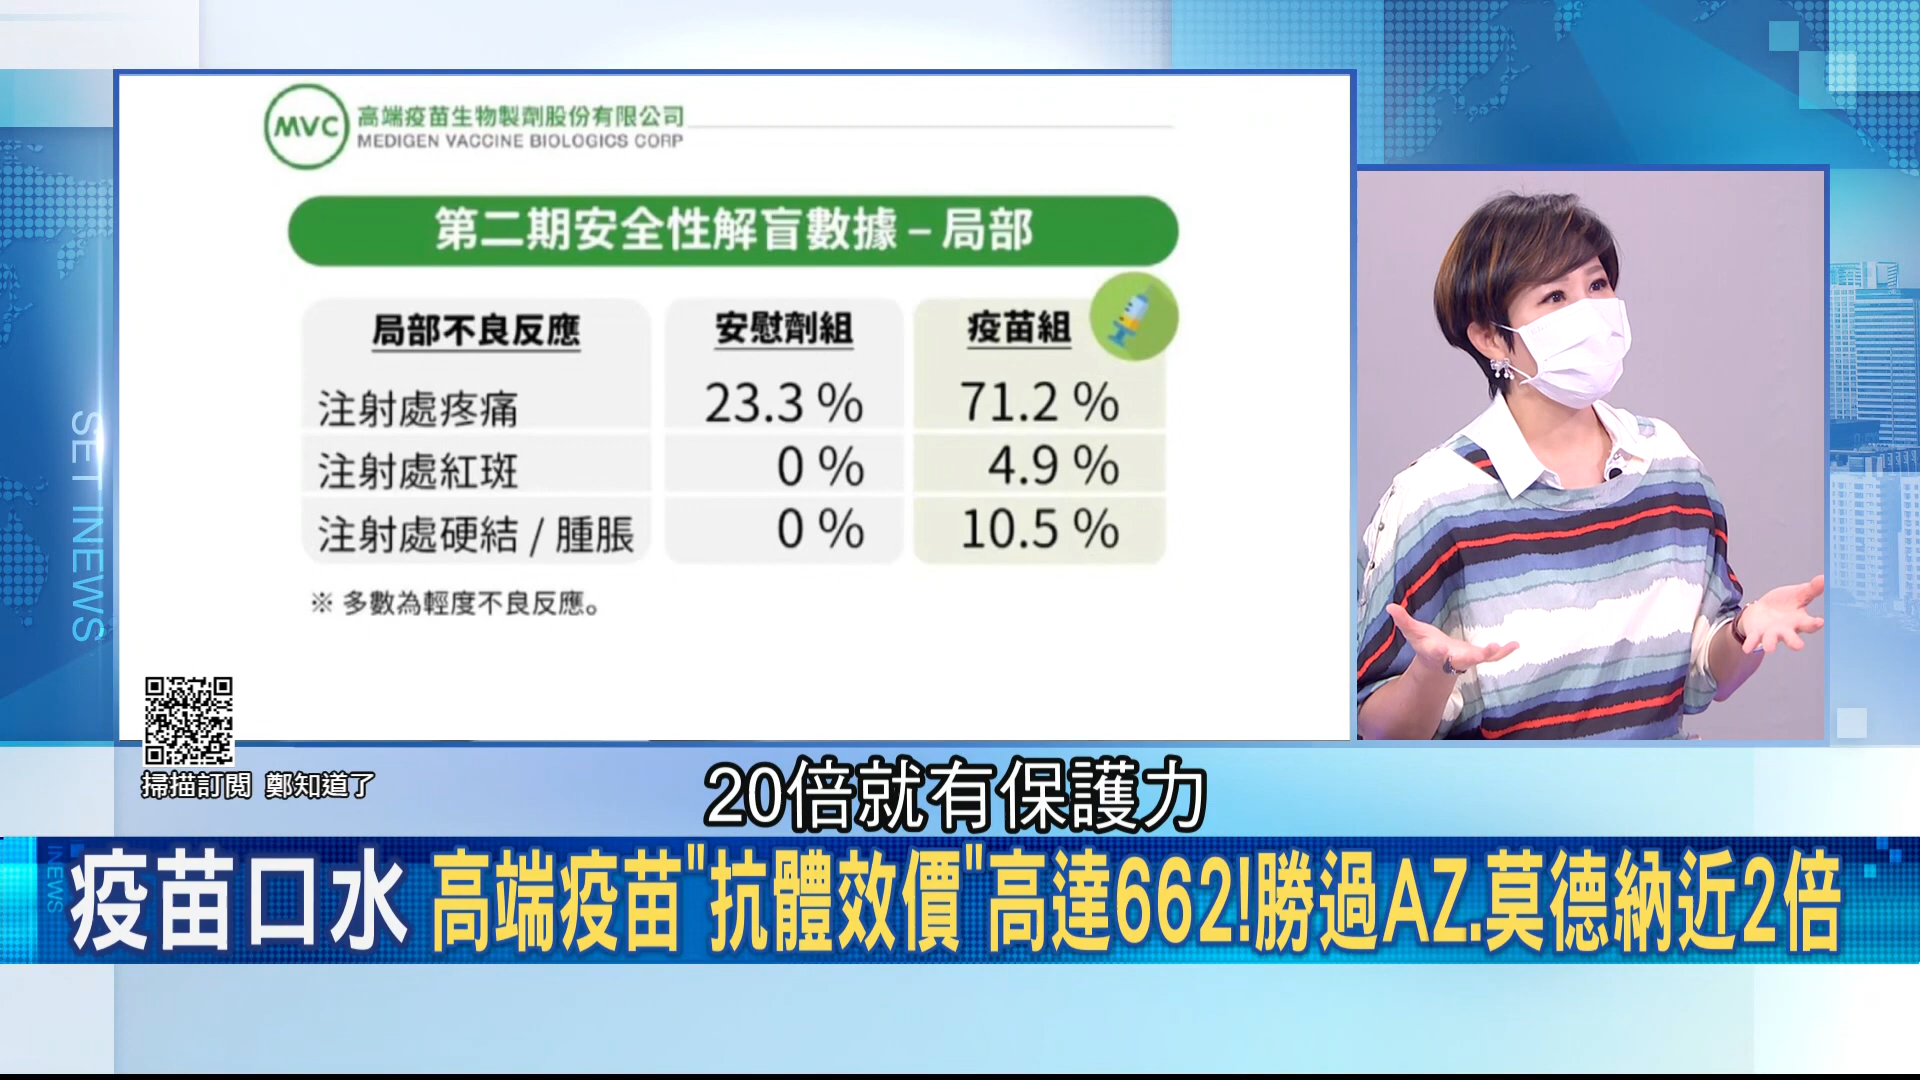 MVC
高端疫苗生物製劑股份有限公司
MEDIGEN VACCINE BIOLOGICS CORP
第二期安全性解盲數據 – 局部
局部不良反應 安慰劑組 疫苗組
注射處疼痛 23.3 % 71.2 %
注射處紅斑 0 % 4.9 %
注射處硬結 / 腫脹 0 % 10.5 %
※ 多數為輕度不良反應。
SET INEWS
掃描訂閱 鄭知道了
20倍就有保護力
INEWS
疫苗口水 高端疫苗"抗體效價"高達662!勝過AZ.莫德納近2倍